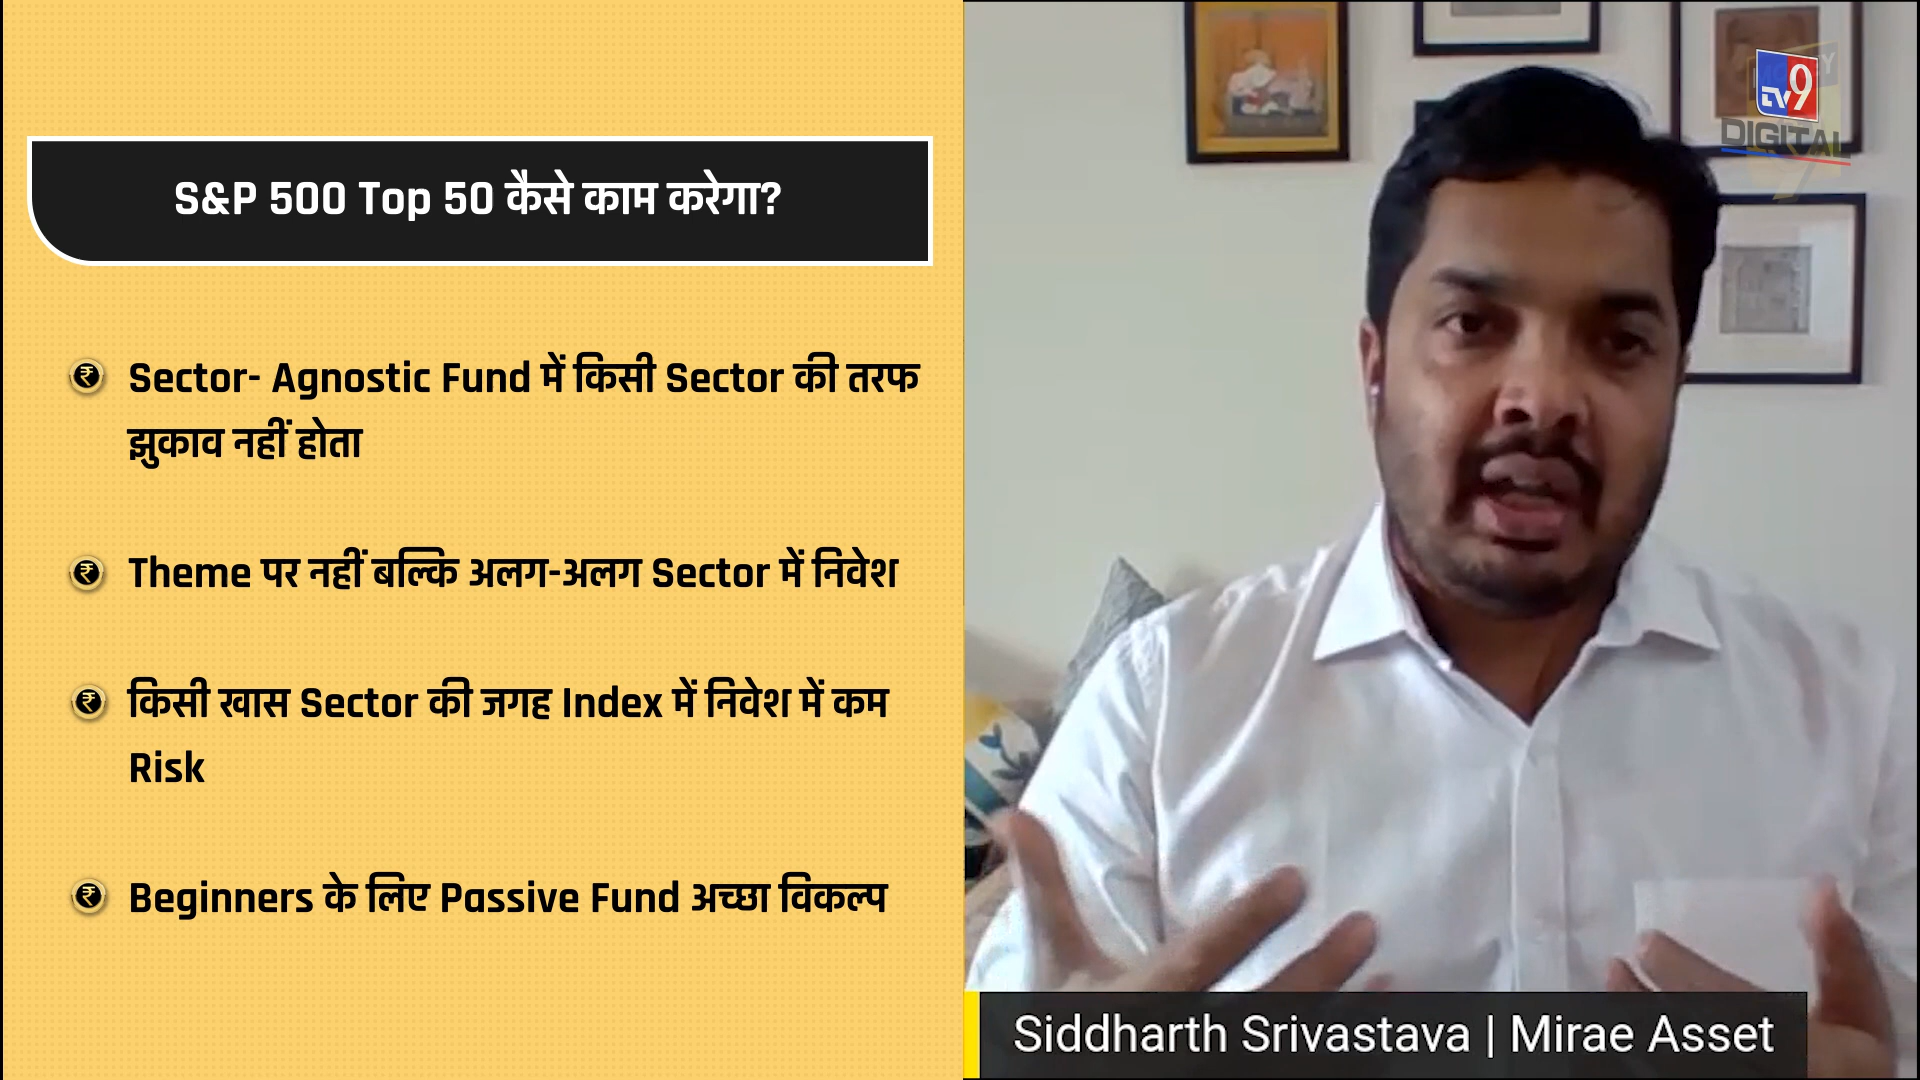 S&P 500 Top 50 कैसे काम करेगा?
Sector- Agnostic Fund में किसी Sector की तरफ
झुकाव नहीं होता
Theme पर नहीं बल्कि अलग-अलग Sector में निवेश
किसी खास Sector की जगह Index में निवेश में कम
Risk
Beginners के लिए Passive Fund अच्छा विकल्प
TV9
DIGITAL
Siddharth Srivastava | Mirae Asset